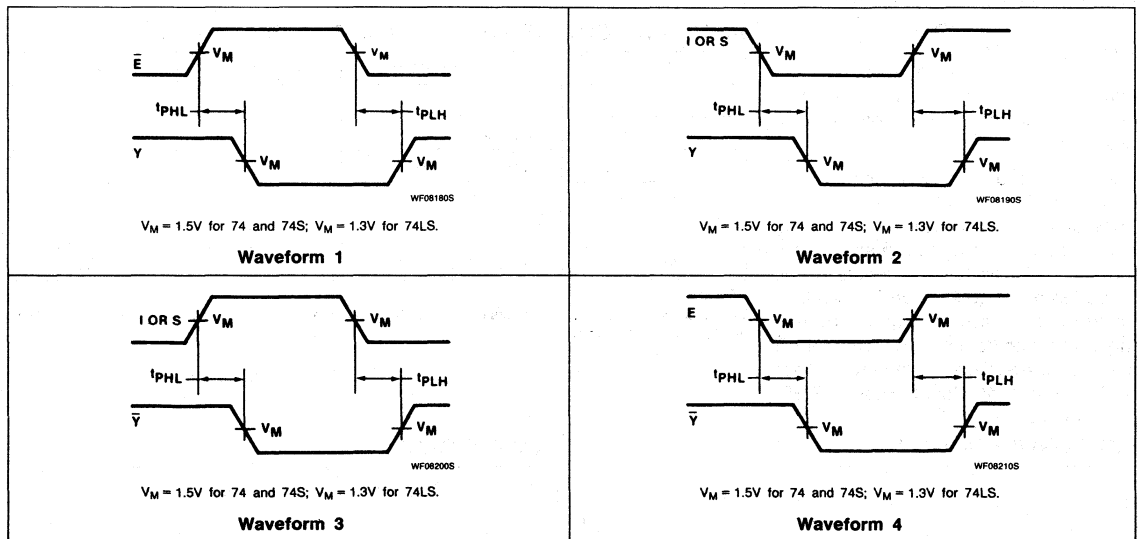 Ē
V_M
V_M
t_PHL
t_PLH
Y
V_M
V_M
WF08180S
V_M = 1.5V for 74 and 74S; V_M = 1.3V for 74LS.
Waveform 1
I OR S
V_M
V_M
t_PHL
t_PLH
Y
V_M
V_M
WF08190S
V_M = 1.5V for 74 and 74S; V_M = 1.3V for 74LS.
Waveform 2
I OR S
V_M
V_M
t_PHL
t_PLH
Ȳ
V_M
V_M
WF08200S
V_M = 1.5V for 74 and 74S; V_M = 1.3V for 74LS.
Waveform 3
E
V_M
V_M
t_PHL
t_PLH
Ȳ
V_M
V_M
WF08210S
V_M = 1.5V for 74 and 74S; V_M = 1.3V for 74LS.
Waveform 4